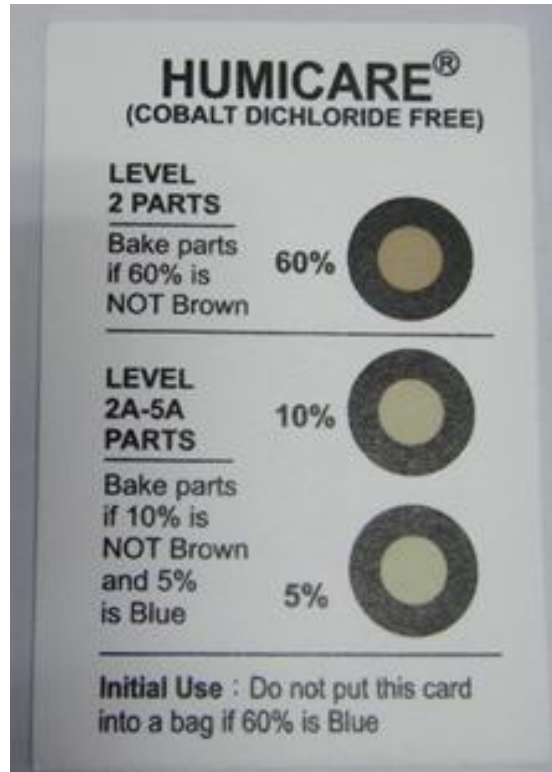 HUMICARE®
(COBALT DICHLORIDE FREE)
LEVEL
2 PARTS
Bake parts
if 60% is
NOT Brown
60%
LEVEL
2A-5A
PARTS
10%
Bake parts
if 10% is
NOT Brown
and 5%
is Blue
5%
Initial Use : Do not put this card
into a bag if 60% is Blue